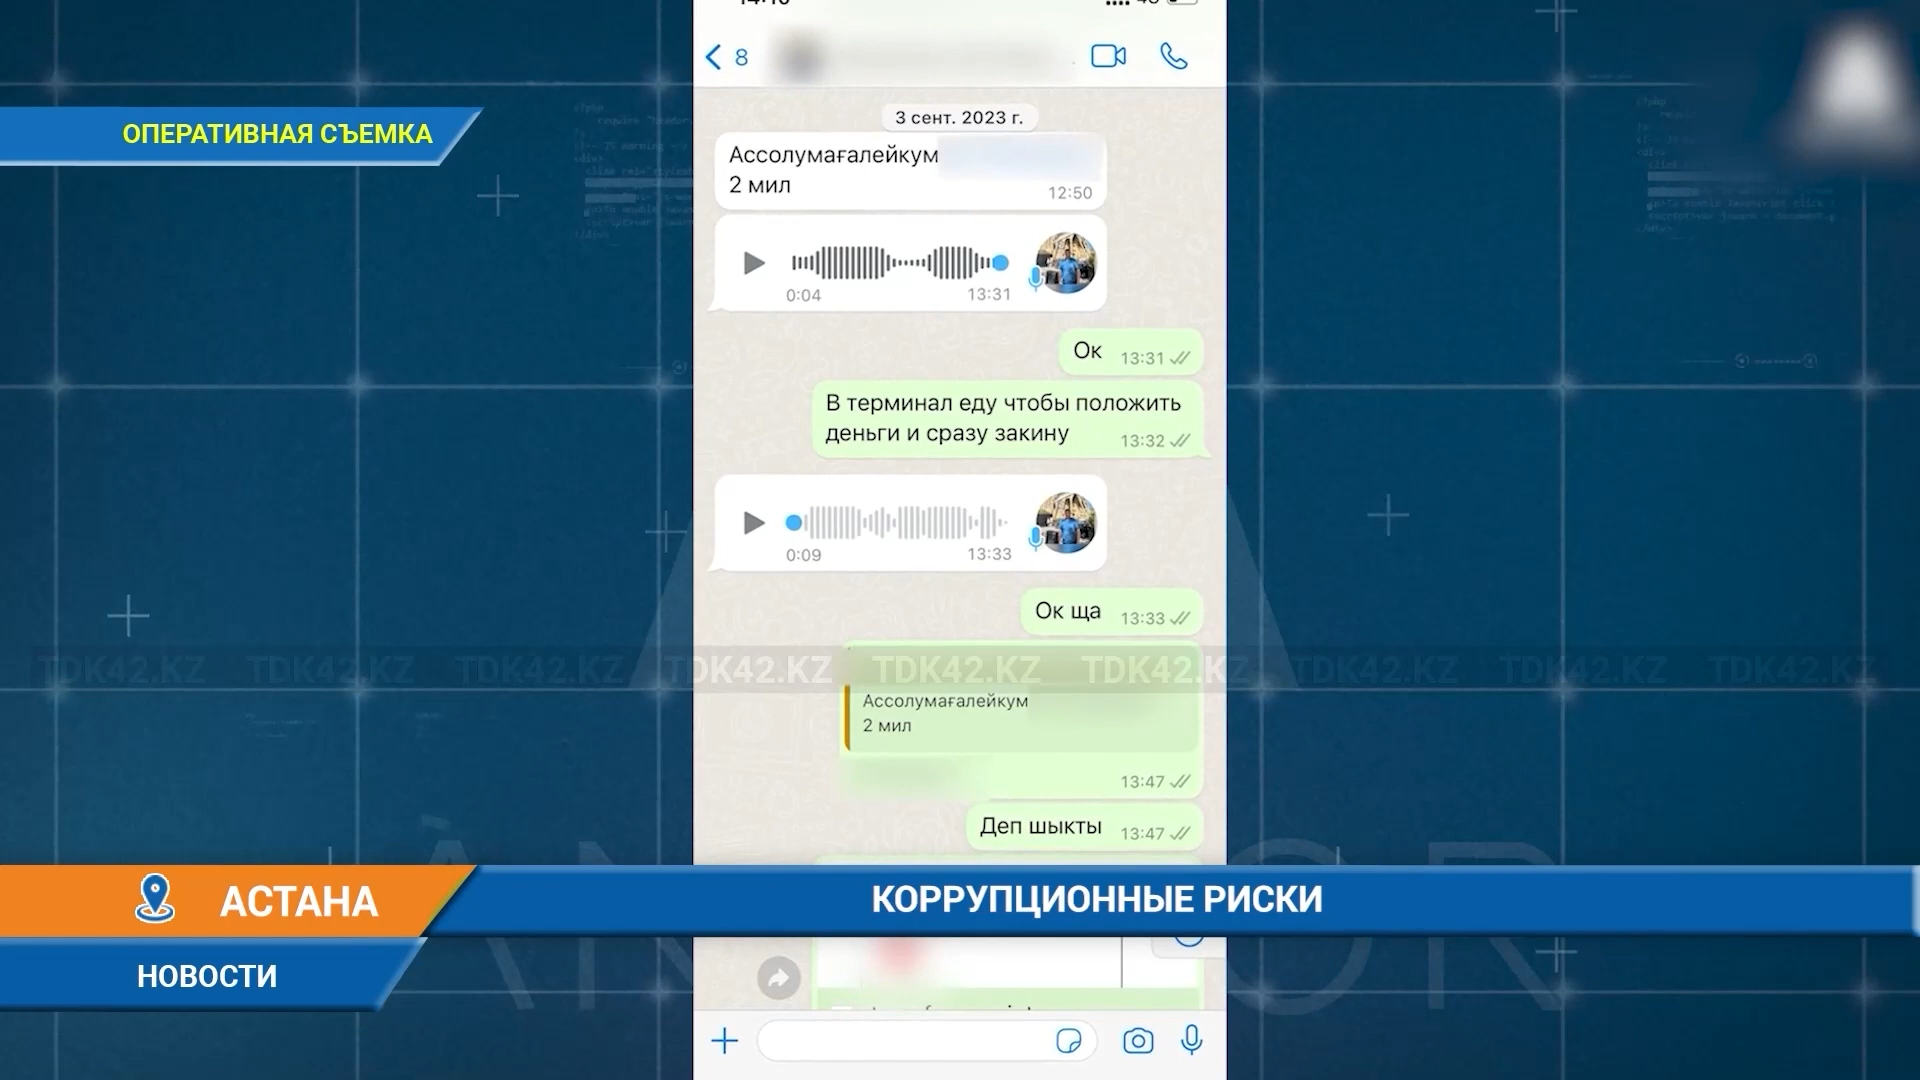 8
3 сент. 2023 г.
ОПЕРАТИВНАЯ СЪЕМКА
Ассолумағалейкум
2 мил
12:50
0:04
13:31
Ок
13:31
В терминал еду чтобы положить
деньги и сразу закину
13:32
0:09
13:33
Ок ща
13:33
TDK42.KZ TDK42.KZ TDK42.KZ TDK42.KZ TDK42.KZ TDK42.KZ TDK42.KZ TDK42.KZ TDK42.KZ
Ассолумағалейкум
2 мил
13:47
Деп шыкты
13:47
АСТАНА
КОРРУПЦИОННЫЕ РИСКИ
НОВОСТИ